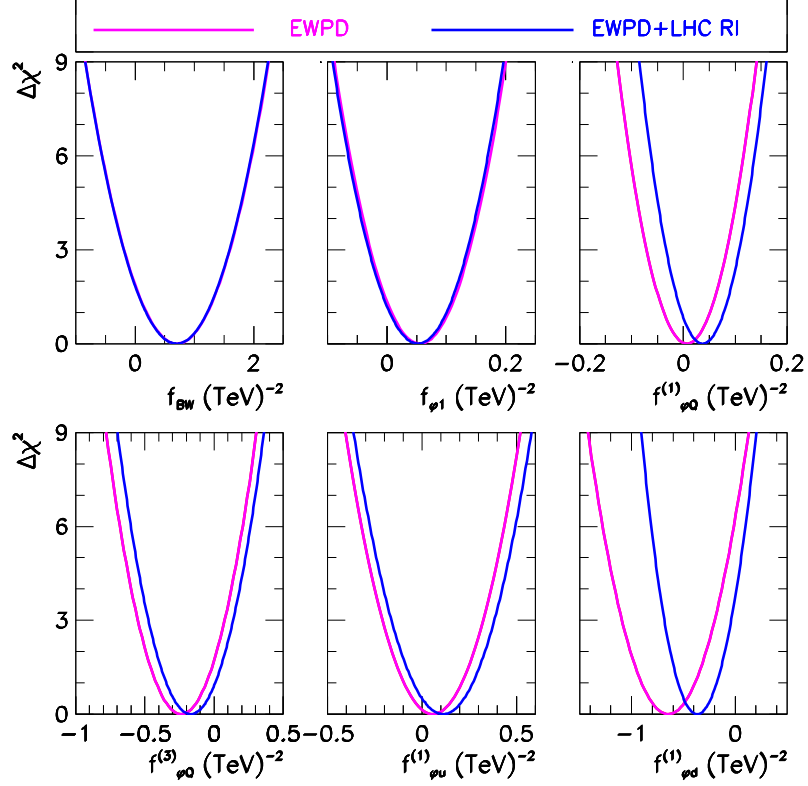 EWPD EWPD+LHC RI
Δχ²
9
6
3
0
0 2
f_BW (TeV)⁻²
0 0.2
f_φ1 (TeV)⁻²
−0.2 0 0.2
f⁽¹⁾_φQ (TeV)⁻²
Δχ²
9
6
3
0
−1 −0.5 0 0.5
f⁽³⁾_φQ (TeV)⁻²
−0.5 0 0.5
f⁽¹⁾_φu (TeV)⁻²
−1 0
f⁽¹⁾_φd (TeV)⁻²